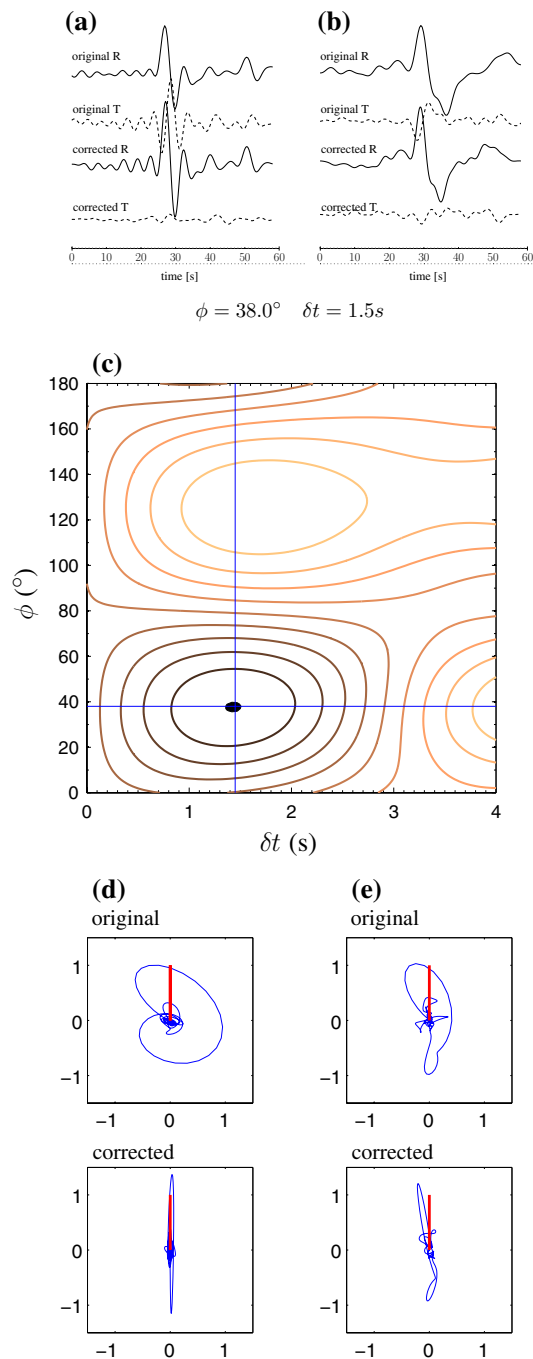 (a) (b)
original R original R
original T original T
corrected R corrected R
corrected T corrected T
0 10 20 30 40 50 60 0 10 20 30 40 50 60
time [s] time [s]
ϕ = 38.0° δt = 1.5s
(c)
180
160
140
120
100
80
60
40
20
0
ϕ (°)
0 1 2 3 4
δt (s)
(d) (e)
original original
1 1
0 0
−1 −1
−1 0 1 −1 0 1
corrected corrected
1 1
0 0
−1 −1
−1 0 1 −1 0 1